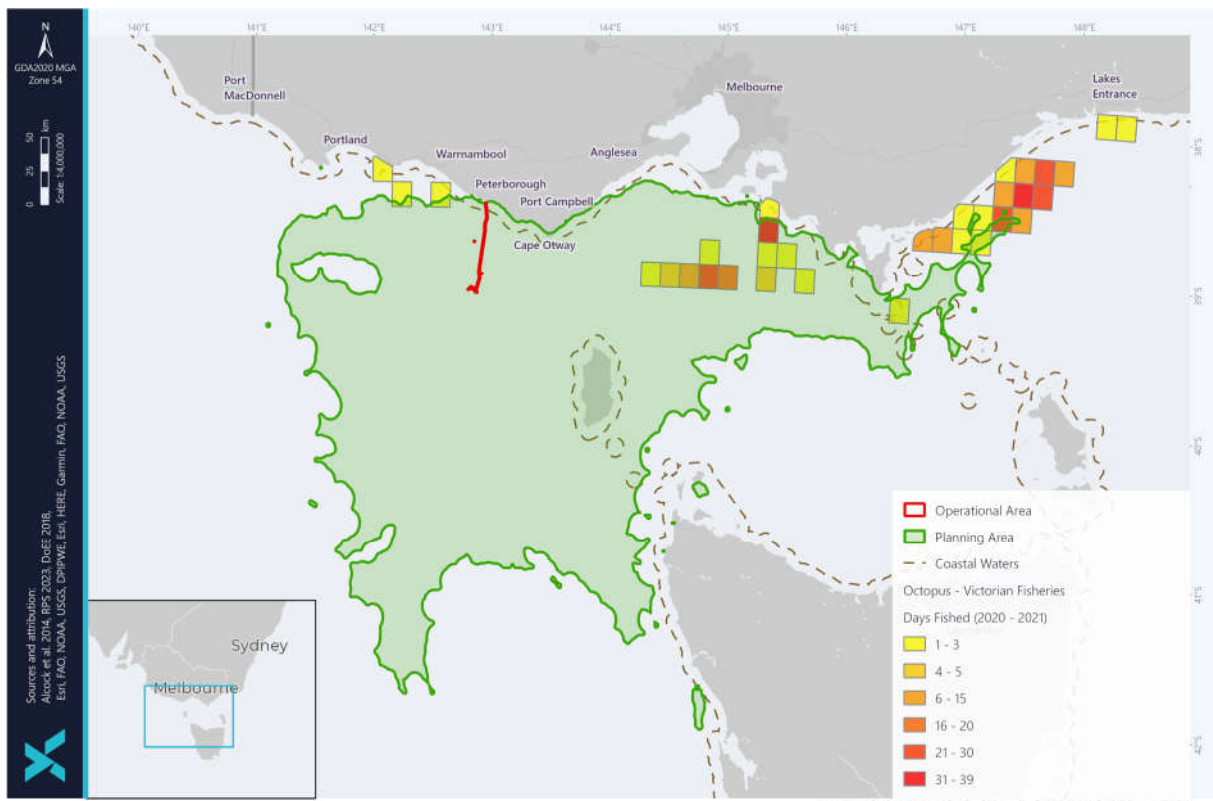 N
GDA2020 MGA
Zone 54
0 25 50
km
Scale: 1:4,000,000
Sources and attribution:
Alcock et al. 2014, RPS 2023, DoEE 2018,
Esri, FAO, NOAA, USGS, DPIPWE, Esri, HERE, Garmin, FAO, NOAA, USGS
140°E 141°E 142°E 143°E 144°E 145°E 146°E 147°E 148°E
38°S
39°S
40°S
41°S
42°S
Port
MacDonnell
Portland
Warrnambool
Peterborough
Port Campbell
Cape Otway
Anglesea
Melbourne
Lakes
Entrance
Operational Area
Planning Area
Coastal Waters
Octopus - Victorian Fisheries
Days Fished (2020 - 2021)
1 - 3
4 - 5
6 - 15
16 - 20
21 - 30
31 - 39
Sydney
Melbourne